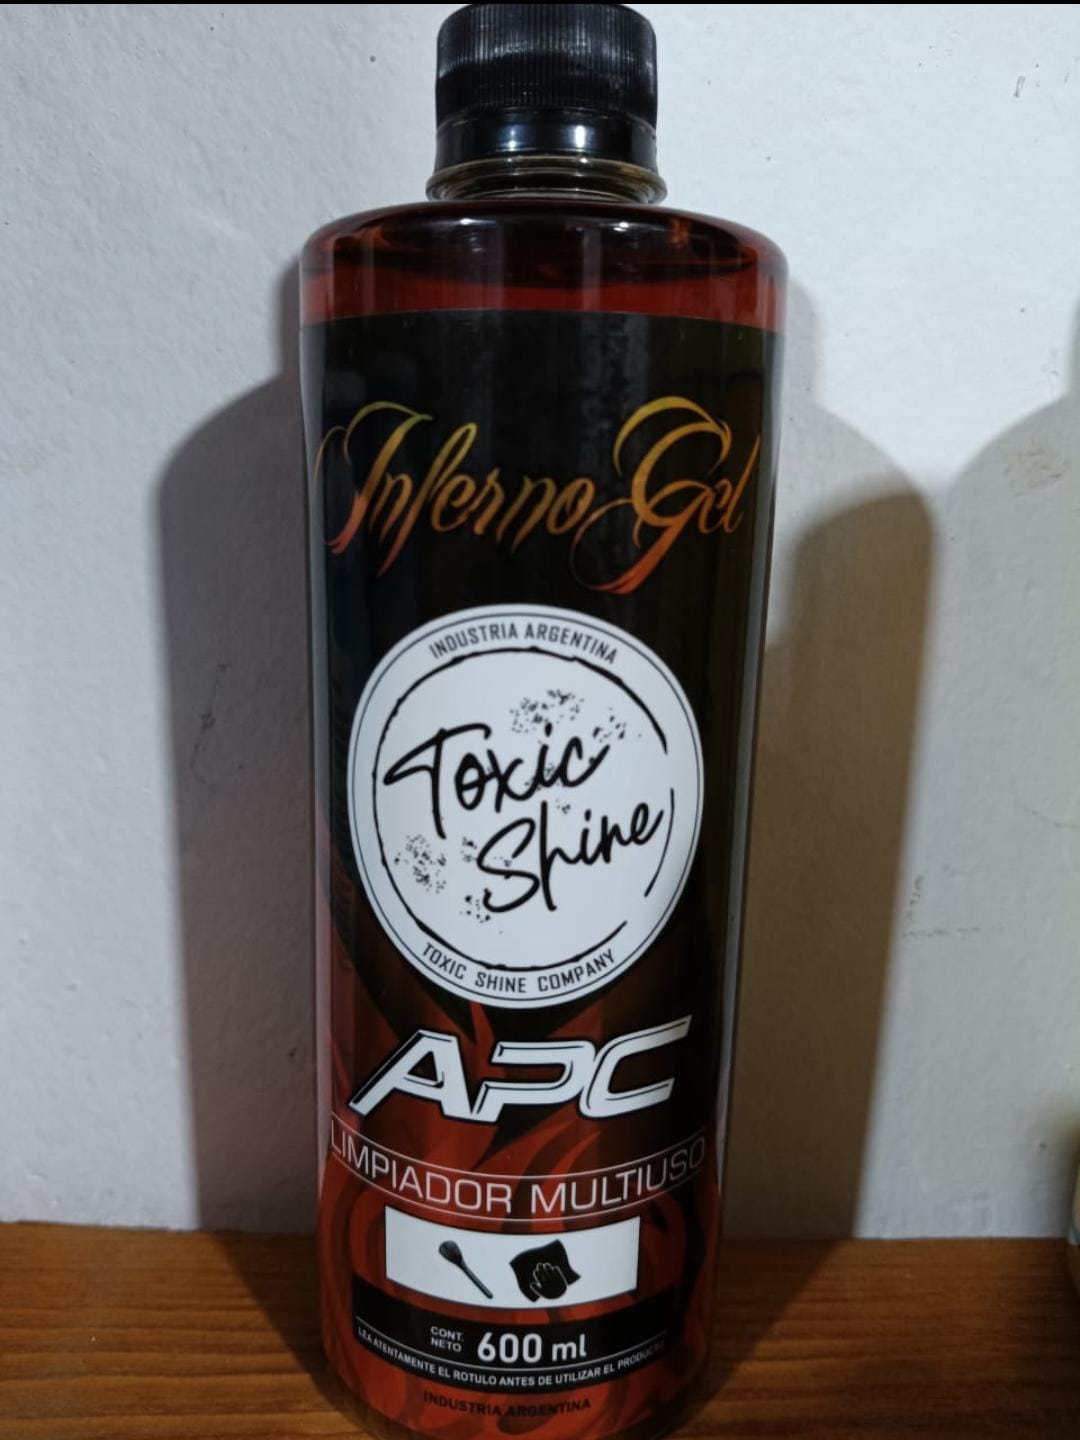 Inferno Gel
INDUSTRIA ARGENTINA
Toxic
Shine
TOXIC SHINE COMPANY
APC
LIMPIADOR MULTIUSO
CONT. NETO 600 ml
LEA ATENTAMENTE EL ROTULO ANTES DE UTILIZAR EL PRODUCTO
INDUSTRIA ARGENTINA